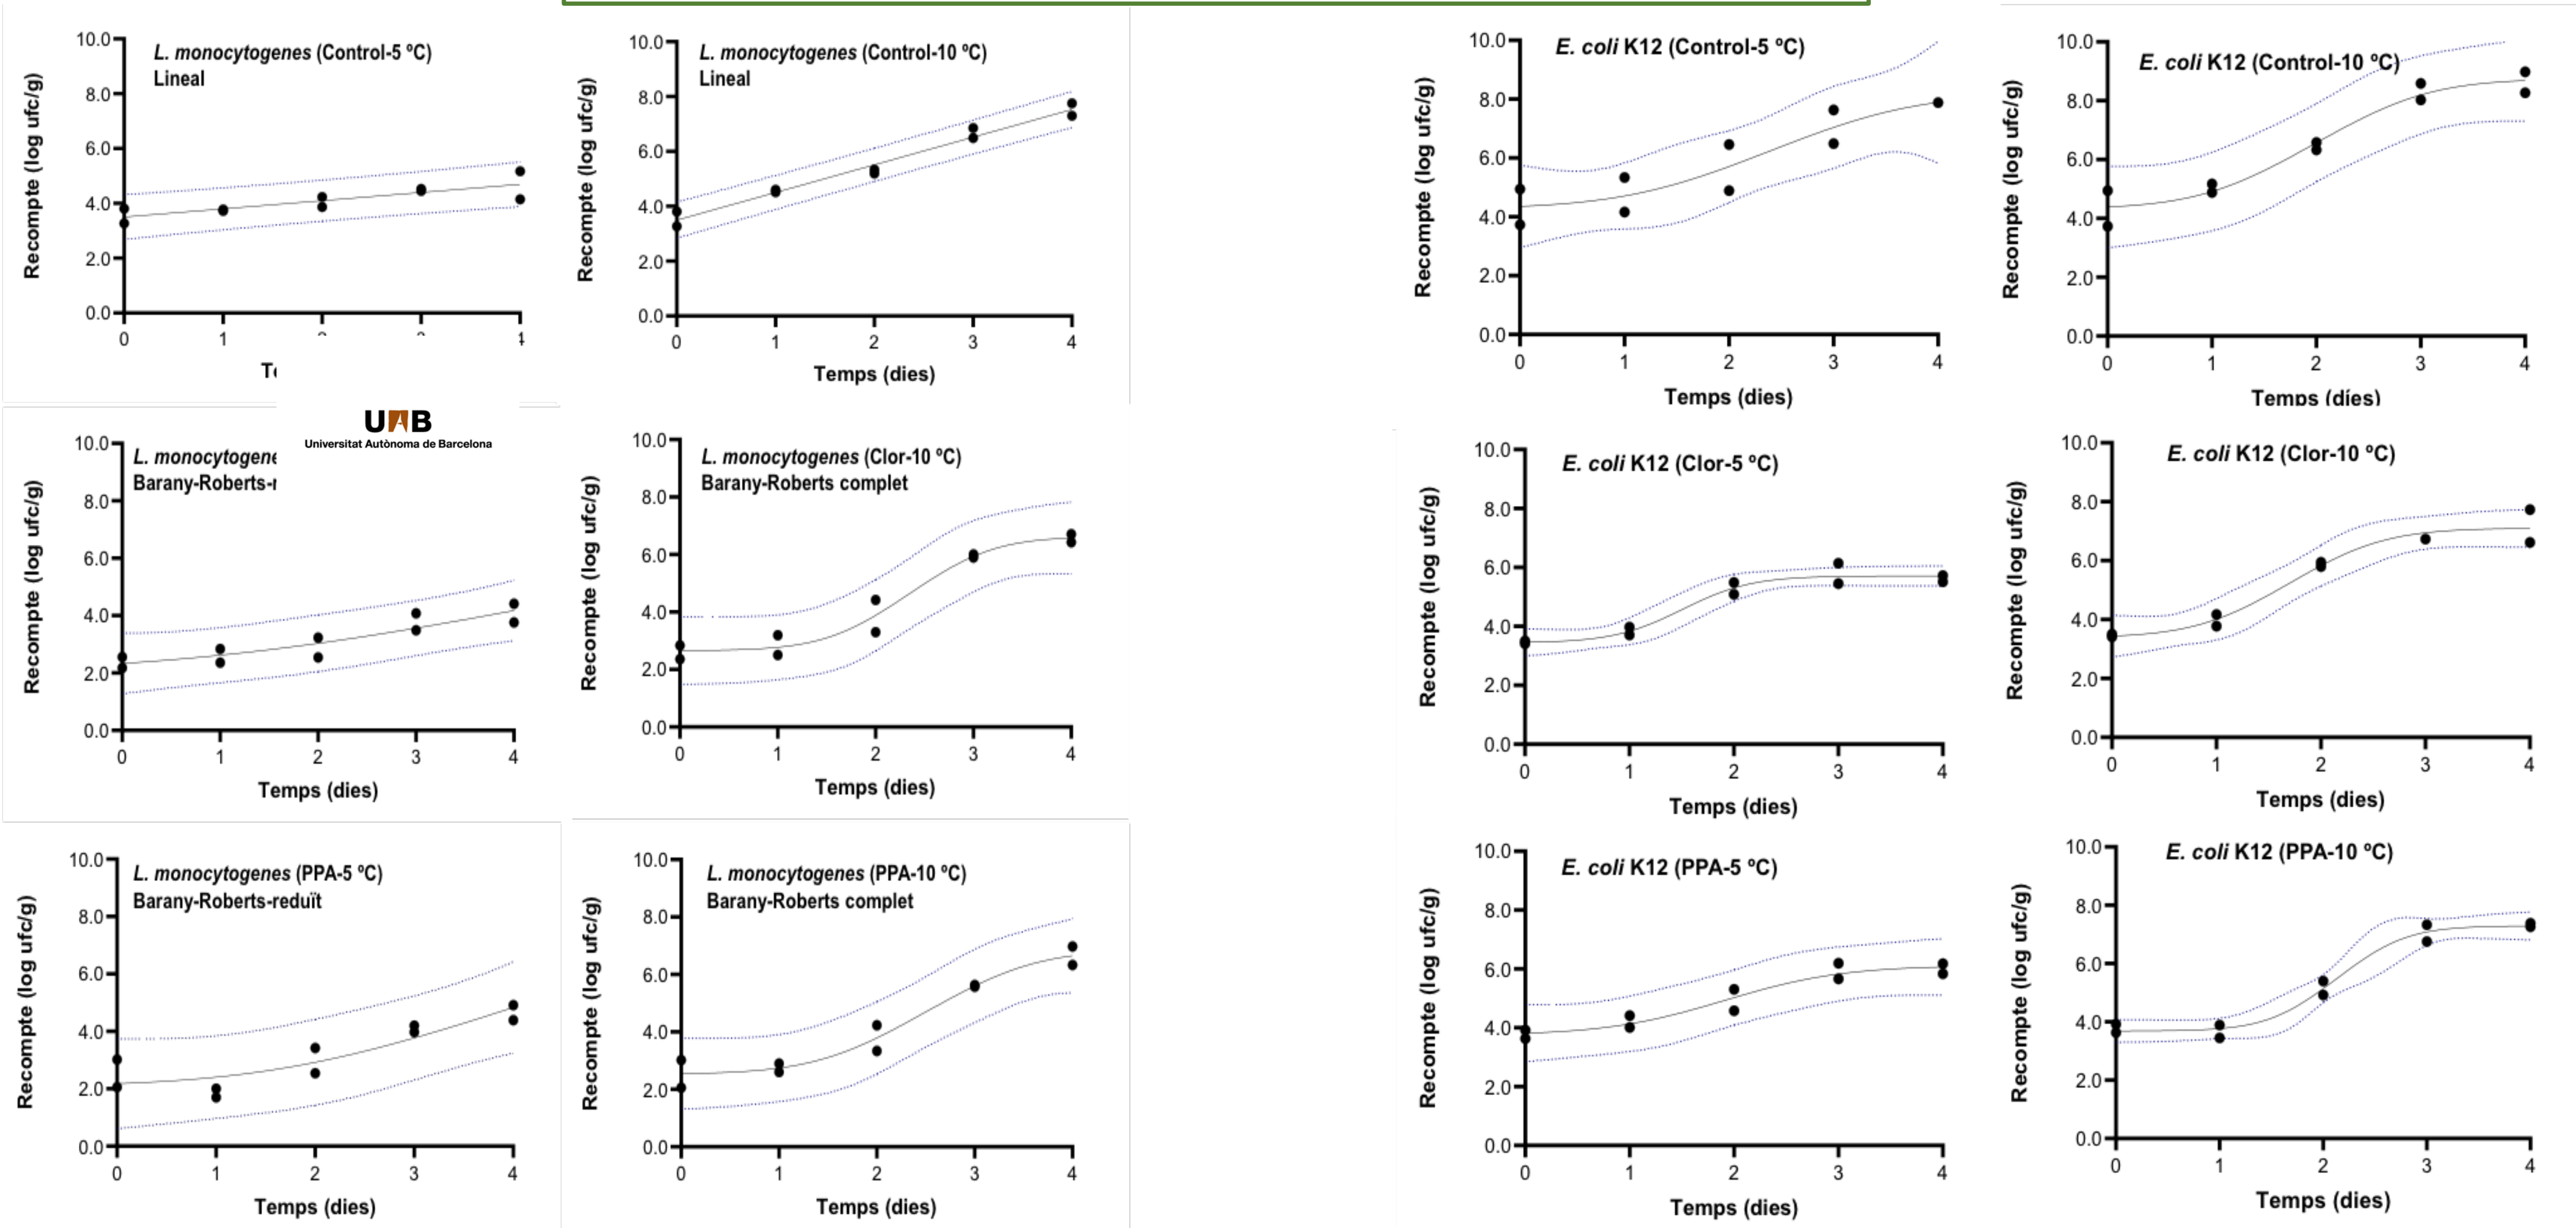 L. monocytogenes (Control-5 ºC)
Lineal
Recompte (log ufc/g)
10.0
8.0
6.0
4.0
2.0
0.0
0 1 4
L. monocytogenes (Control-10 ºC)
Lineal
Recompte (log ufc/g)
10.0
8.0
6.0
4.0
2.0
0.0
0 1 2 3 4
Temps (dies)
E. coli K12 (Control-5 ºC)
Recompte (log ufc/g)
10.0
8.0
6.0
4.0
2.0
0.0
0 1 2 3 4
Temps (dies)
E. coli K12 (Control-10 ºC)
Recompte (log ufc/g)
10.0
8.0
6.0
4.0
2.0
0.0
0 1 2 3 4
Temps (díes)
UAB
Universitat Autònoma de Barcelona
L. monocytogene
Barany-Roberts-r
Recompte (log ufc/g)
10.0
8.0
6.0
4.0
2.0
0.0
0 1 2 3 4
Temps (dies)
L. monocytogenes (Clor-10 ºC)
Barany-Roberts complet
Recompte (log ufc/g)
10.0
8.0
6.0
4.0
2.0
0.0
0 1 2 3 4
Temps (dies)
E. coli K12 (Clor-5 ºC)
Recompte (log ufc/g)
10.0
8.0
6.0
4.0
2.0
0.0
0 1 2 3 4
Temps (dies)
E. coli K12 (Clor-10 ºC)
Recompte (log ufc/g)
10.0
8.0
6.0
4.0
2.0
0.0
0 1 2 3 4
Temps (dies)
L. monocytogenes (PPA-5 ºC)
Barany-Roberts-reduït
Recompte (log ufc/g)
10.0
8.0
6.0
4.0
2.0
0.0
0 1 2 3 4
Temps (dies)
L. monocytogenes (PPA-10 ºC)
Barany-Roberts complet
Recompte (log ufc/g)
10.0
8.0
6.0
4.0
2.0
0.0
0 1 2 3 4
Temps (dies)
E. coli K12 (PPA-5 ºC)
Recompte (log ufc/g)
10.0
8.0
6.0
4.0
2.0
0.0
0 1 2 3 4
Temps (dies)
E. coli K12 (PPA-10 ºC)
Recompte (log ufc/g)
10.0
8.0
6.0
4.0
2.0
0.0
0 1 2 3 4
Temps (dies)